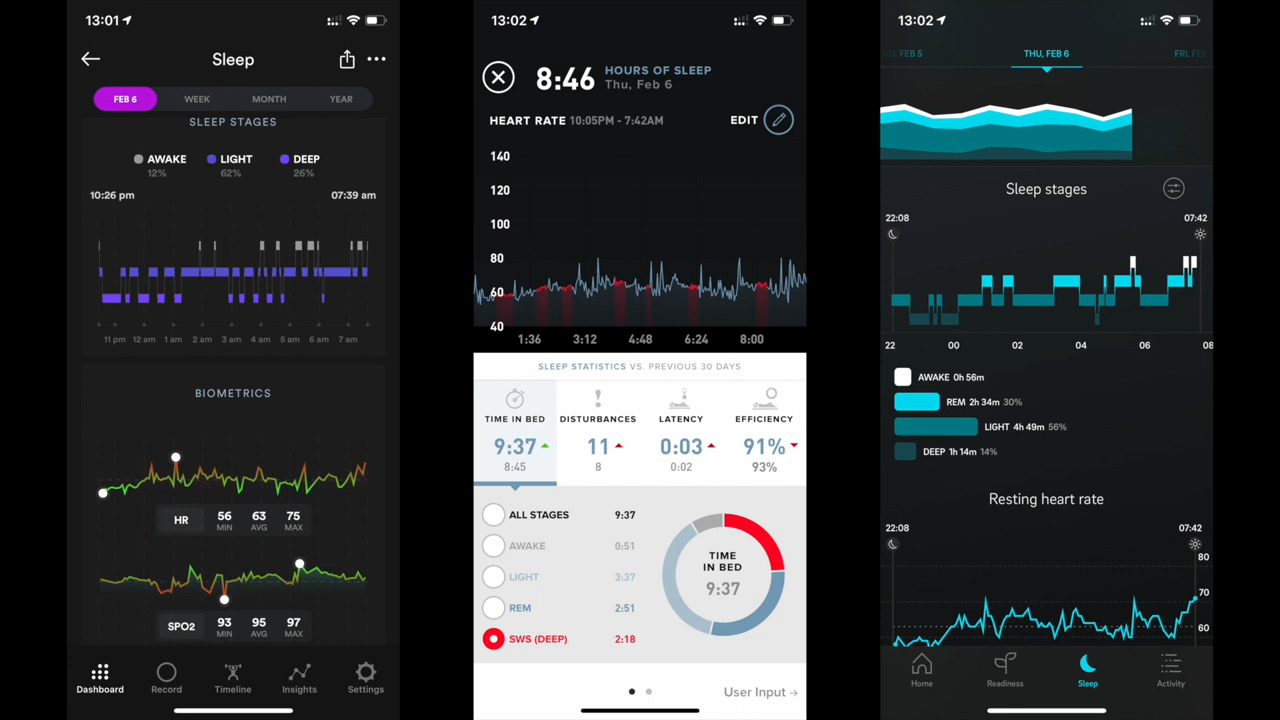 13:01
Sleep
FEB 6 WEEK MONTH YEAR
SLEEP STAGES
AWAKE LIGHT DEEP
12% 62% 26%
10:26 pm 07:39 am
11 pm 12 am 1 am 2 am 3 am 4 am 5 am 6 am 7 am
BIOMETRICS
HR 56 63 75
MIN AVG MAX
SPO2 93 95 97
MIN AVG MAX
Dashboard Record Timeline Insights Settings
13:02
8:46 HOURS OF SLEEP
Thu, Feb 6
HEART RATE 10:05PM - 7:42AM EDIT
140
120
100
80
60
40
1:36 3:12 4:48 6:24 8:00
SLEEP STATISTICS VS. PREVIOUS 30 DAYS
TIME IN BED DISTURBANCES LATENCY EFFICIENCY
9:37 11 0:03 91%
8:45 8 0:02 93%
ALL STAGES 9:37
AWAKE 0:51
LIGHT 3:37
REM 2:51
SWS (DEEP) 2:18
TIME
IN BED
9:37
User Input
13:02
FEB 5 THU, FEB 6 FRI,
Sleep stages
22:08 07:42
22 00 02 04 06 08
AWAKE 0h 56m
REM 2h 34m 30%
LIGHT 4h 49m 56%
DEEP 1h 14m 14%
Resting heart rate
22:08 07:42
80
70
60
Home Readiness Sleep Activity